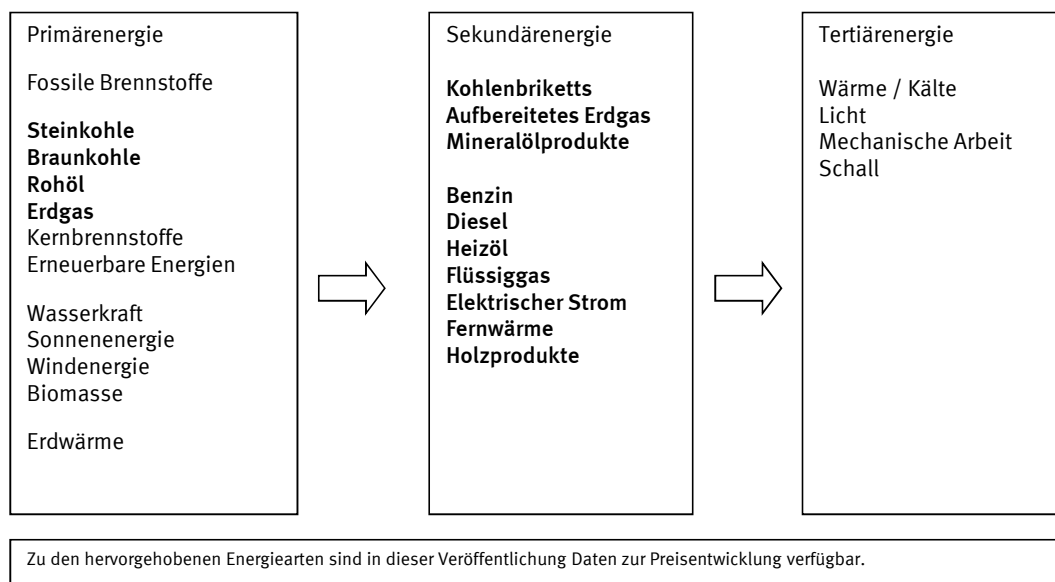 Primärenergie
Fossile Brennstoffe
Steinkohle
Braunkohle
Rohöl
Erdgas
Kernbrennstoffe
Erneuerbare Energien
Wasserkraft
Sonnenenergie
Windenergie
Biomasse
Erdwärme
Sekundärenergie
Kohlenbriketts
Aufbereitetes Erdgas
Mineralölprodukte
Benzin
Diesel
Heizöl
Flüssiggas
Elektrischer Strom
Fernwärme
Holzprodukte
Tertiärenergie
Wärme / Kälte
Licht
Mechanische Arbeit
Schall
Zu den hervorgehobenen Energiearten sind in dieser Veröffentlichung Daten zur Preisentwicklung verfügbar.